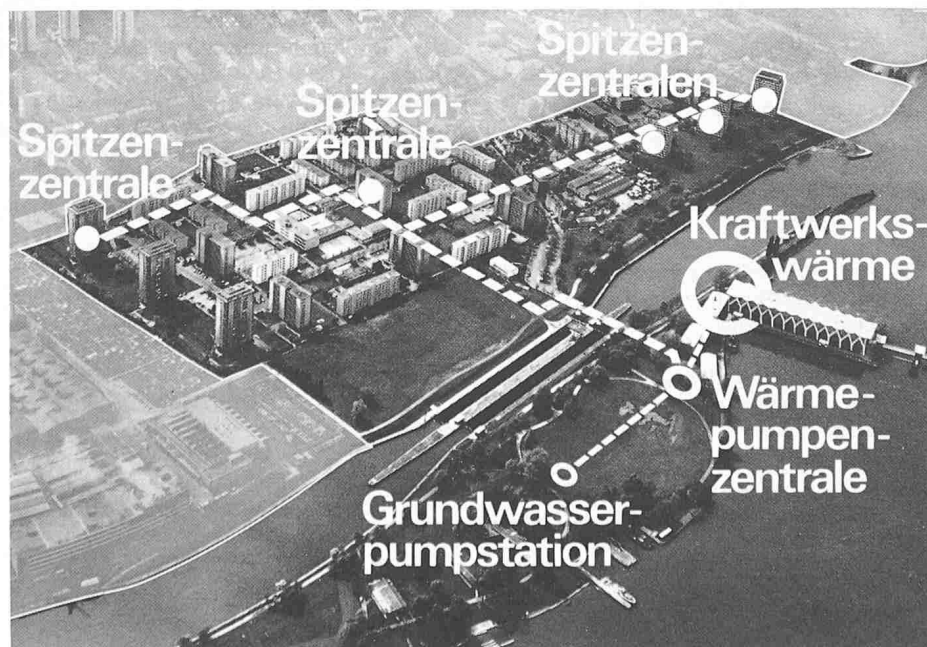 Spitzen-
zentralen
Spitzen-
zentrale
Spitzen-
zentrale
Kraftwerks-
wärme
Wärme-
pumpen-
zentrale
Grundwasser-
pumpstation